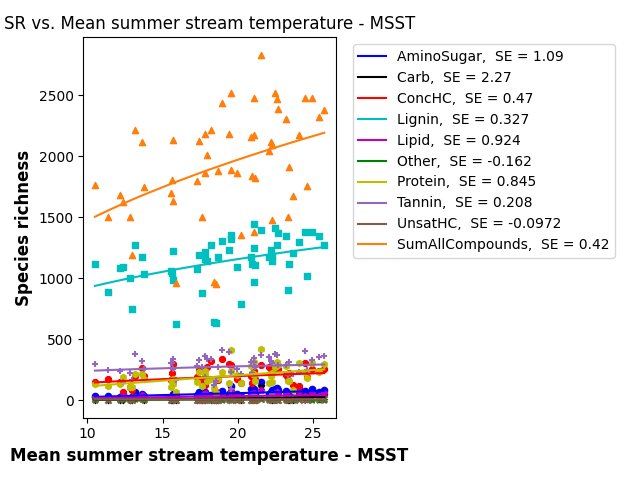 SR vs. Mean summer stream temperature - MSST
AminoSugar,  SE = 1.09
Carb,  SE = 2.27
ConcHC,  SE = 0.47
Lignin,  SE = 0.327
Lipid,  SE = 0.924
Other,  SE = -0.162
Protein,  SE = 0.845
Tannin,  SE = 0.208
UnsatHC,  SE = -0.0972
SumAllCompounds,  SE = 0.42
Species richness
2500
2000
1500
1000
500
0
10 15 20 25
Mean summer stream temperature - MSST